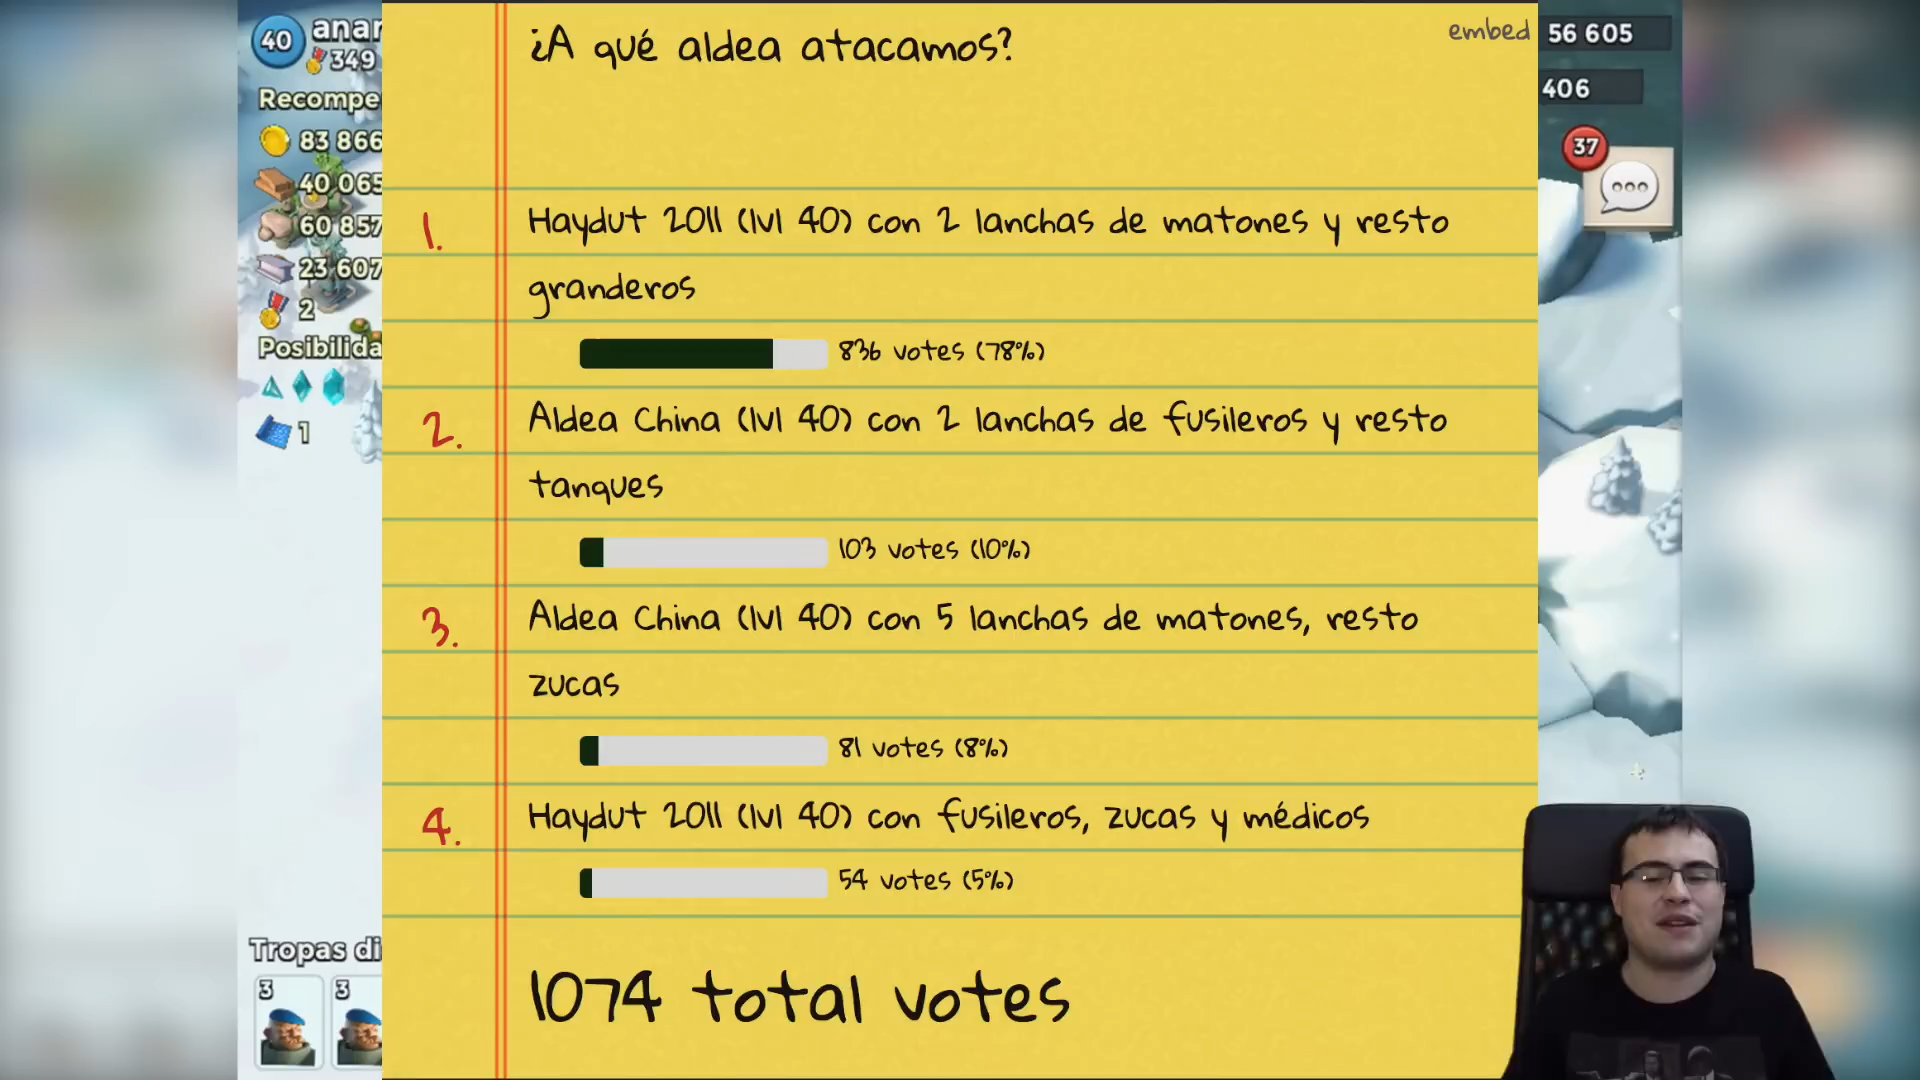 40
349
Recompe
83 866
40 065
60 857
23 607
2
Posibilida
1
Tropas di
3
3
¿A qué aldea atacamos?
embed
1. Haydut 2011 (lvl 40) con 2 lanchas de matones y resto
granderos
836 votes (78%)
2. Aldea China (lvl 40) con 2 lanchas de fusileros y resto
tanques
103 votes (10%)
3. Aldea China (lvl 40) con 5 lanchas de matones, resto
zucas
81 votes (8%)
4. Haydut 2011 (lvl 40) con fusileros, zucas y médicos
54 votes (5%)
1074 total votes
56 605
406
37